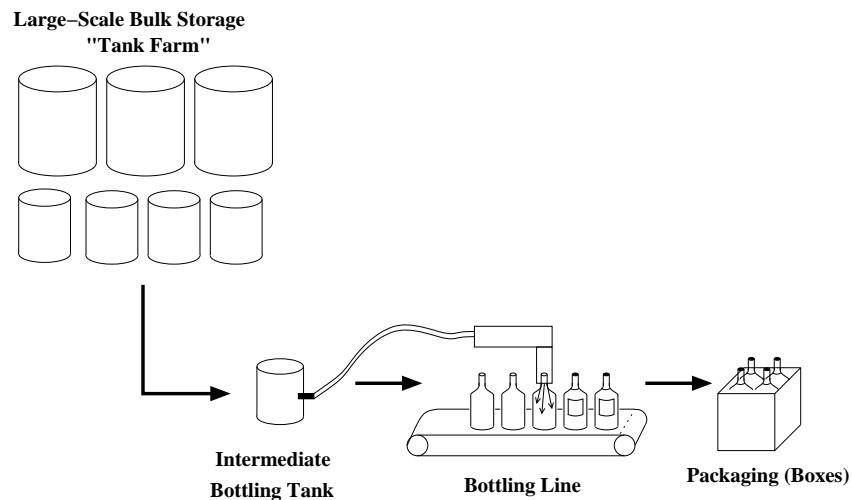 Large–Scale Bulk Storage
"Tank Farm"
Intermediate
Bottling Tank
Bottling Line
Packaging (Boxes)